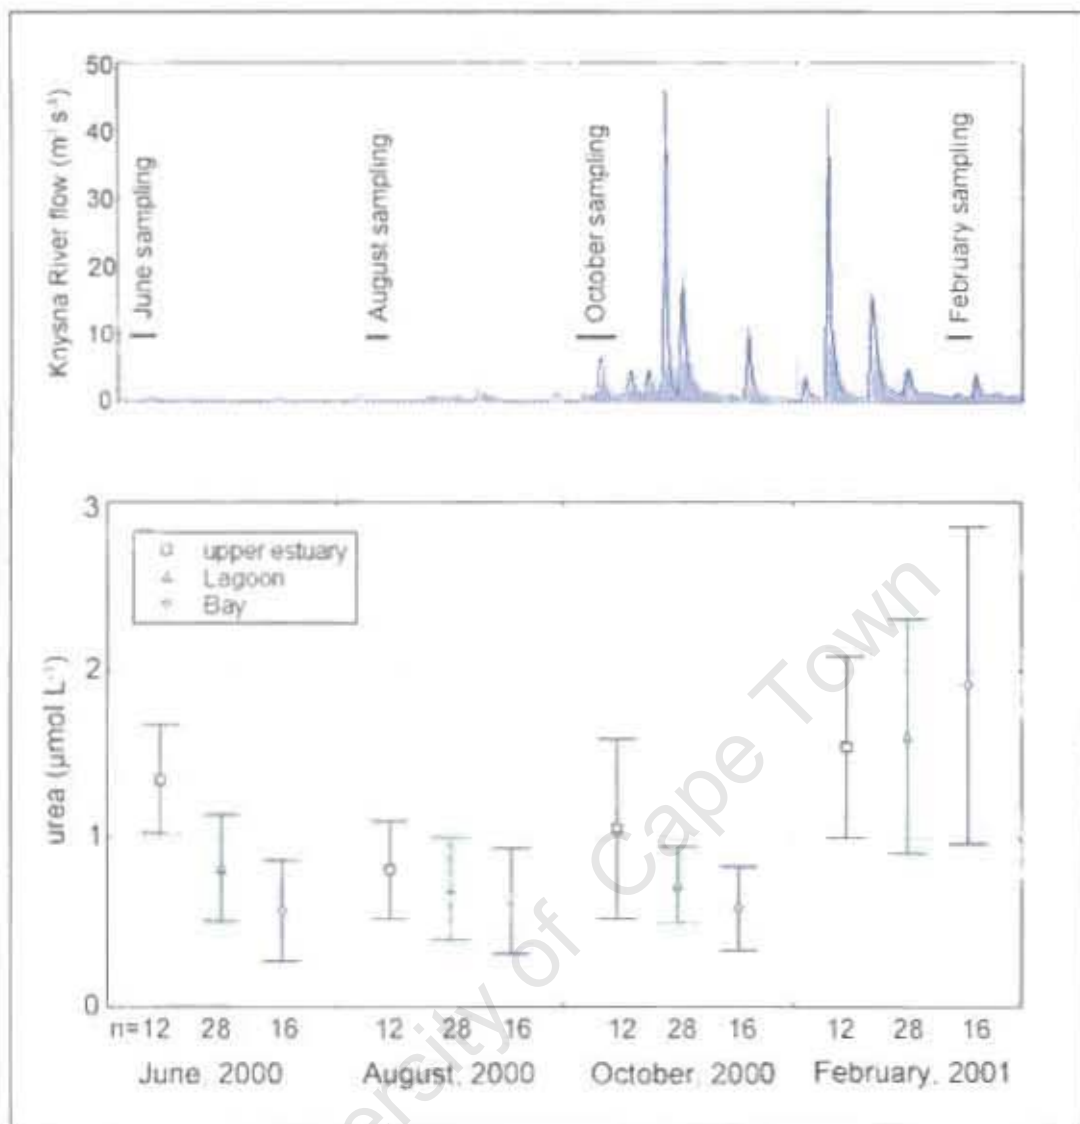 50
40
30
20
10
0
Knysna River flow (m³ s⁻¹)
June sampling
August sampling
October sampling
February sampling
3
2
1
0
urea (µmol L⁻¹)
upper estuary
Lagoon
Bay
n=12 28 16 12 28 16 12 28 16 12 28 16
June, 2000 August, 2000 October, 2000 February, 2001
ersity of Cape Town